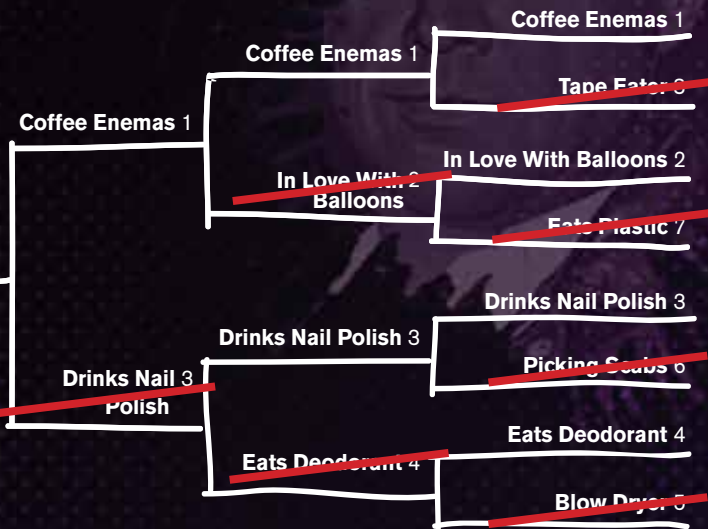 Coffee Enemas 1
Coffee Enemas 1
Tape Eater 8
Coffee Enemas 1
In Love With Balloons 2
In Love With 2
Balloons
Eats Plastic 7
Drinks Nail Polish 3
Drinks Nail Polish 3
Picking Scabs 6
Drinks Nail 3
Polish
Eats Deodorant 4
Eats Deodorant 4
Blow Dryer 5